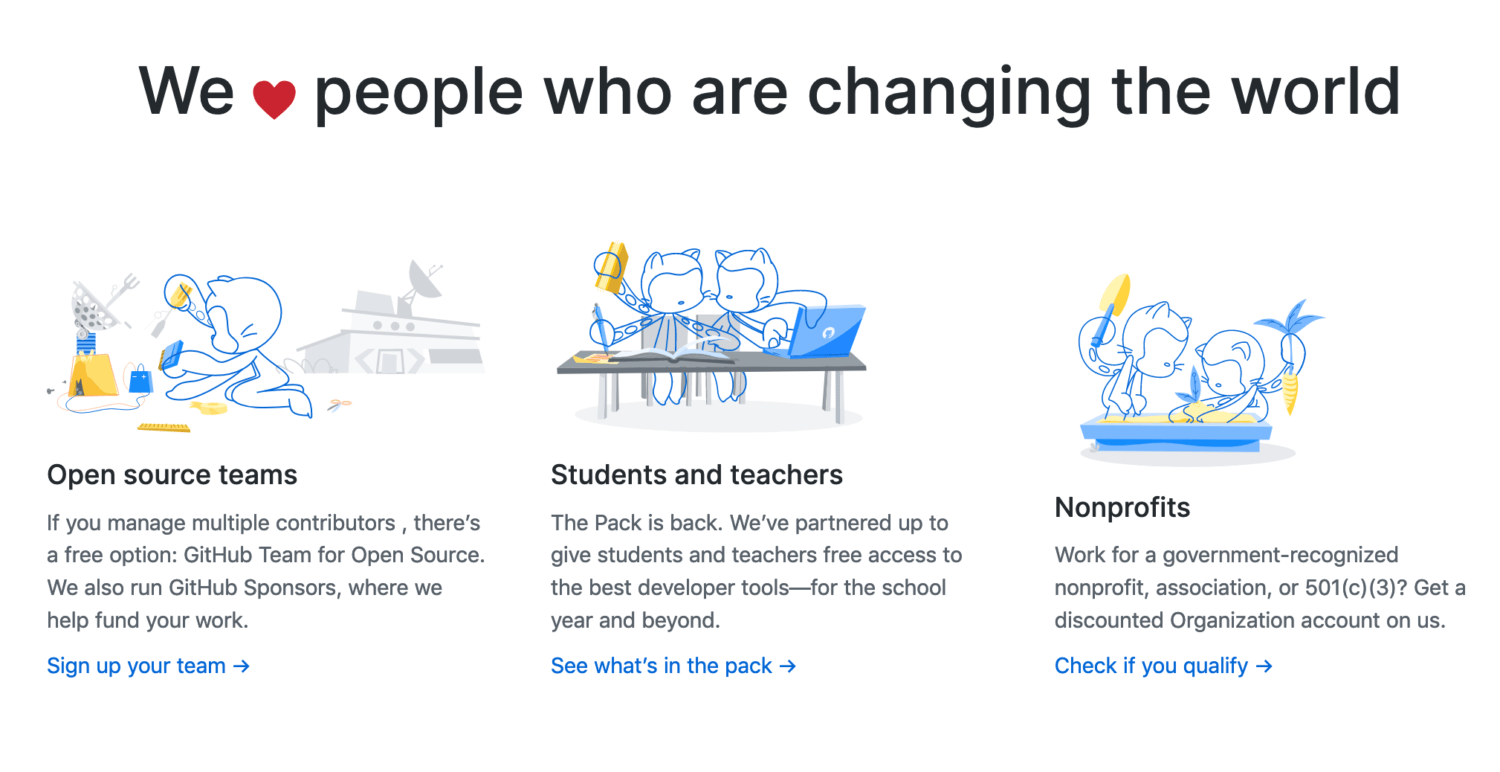 We ❤ people who are changing the world
Open source teams
If you manage multiple contributors , there’s
a free option: GitHub Team for Open Source.
We also run GitHub Sponsors, where we
help fund your work.
Sign up your team →
Students and teachers
The Pack is back. We’ve partnered up to
give students and teachers free access to
the best developer tools—for the school
year and beyond.
See what’s in the pack →
Nonprofits
Work for a government-recognized
nonprofit, association, or 501(c)(3)? Get a
discounted Organization account on us.
Check if you qualify →